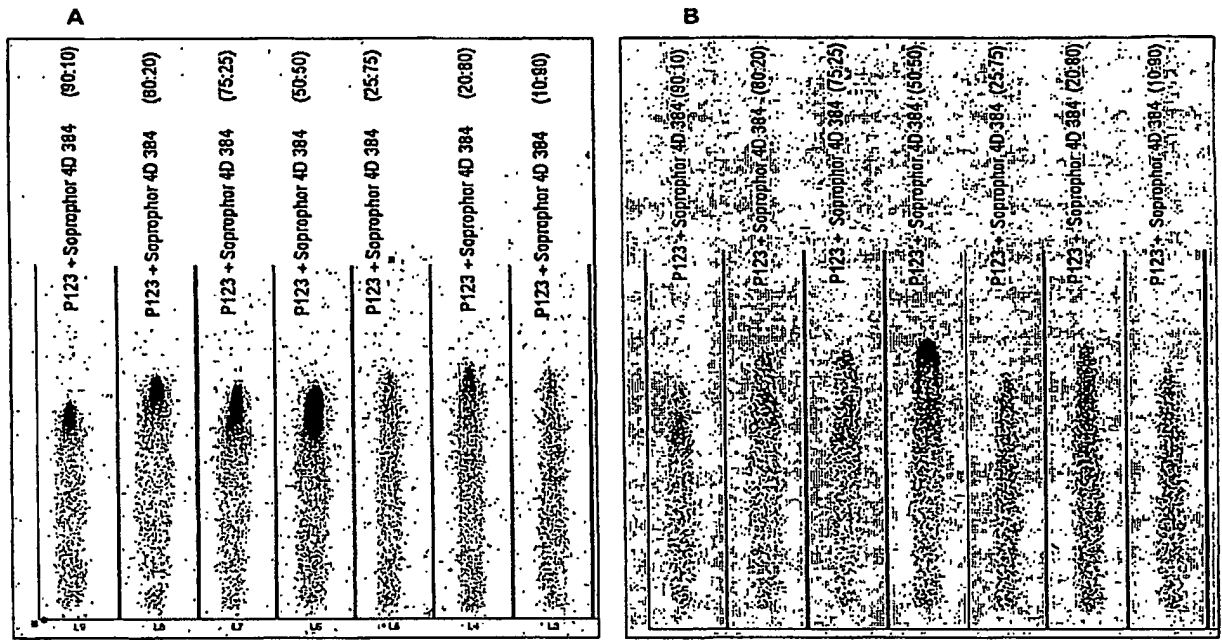 A
P123 + Soprophor 4D 384 (90:10)
P123 + Soprophor 4D 384 (80:20)
P123 + Soprophor 4D 384 (75:25)
P123 + Soprophor 4D 384 (50:50)
P123 + Soprophor 4D 384 (25:75)
P123 + Soprophor 4D 384 (20:80)
P123 + Soprophor 4D 384 (10:90)
L7
L4
B
P123 + Soprophor 4D 384 (90:10)
P123 + Soprophor 4D 384 (80:20)
P123 + Soprophor 4D 384 (75:25)
P123 + Soprophor 4D 384 (50:50)
P123 + Soprophor 4D 384 (25:75)
P123 + Soprophor 4D 384 (20:80)
P123 + Soprophor 4D 384 (10:90)